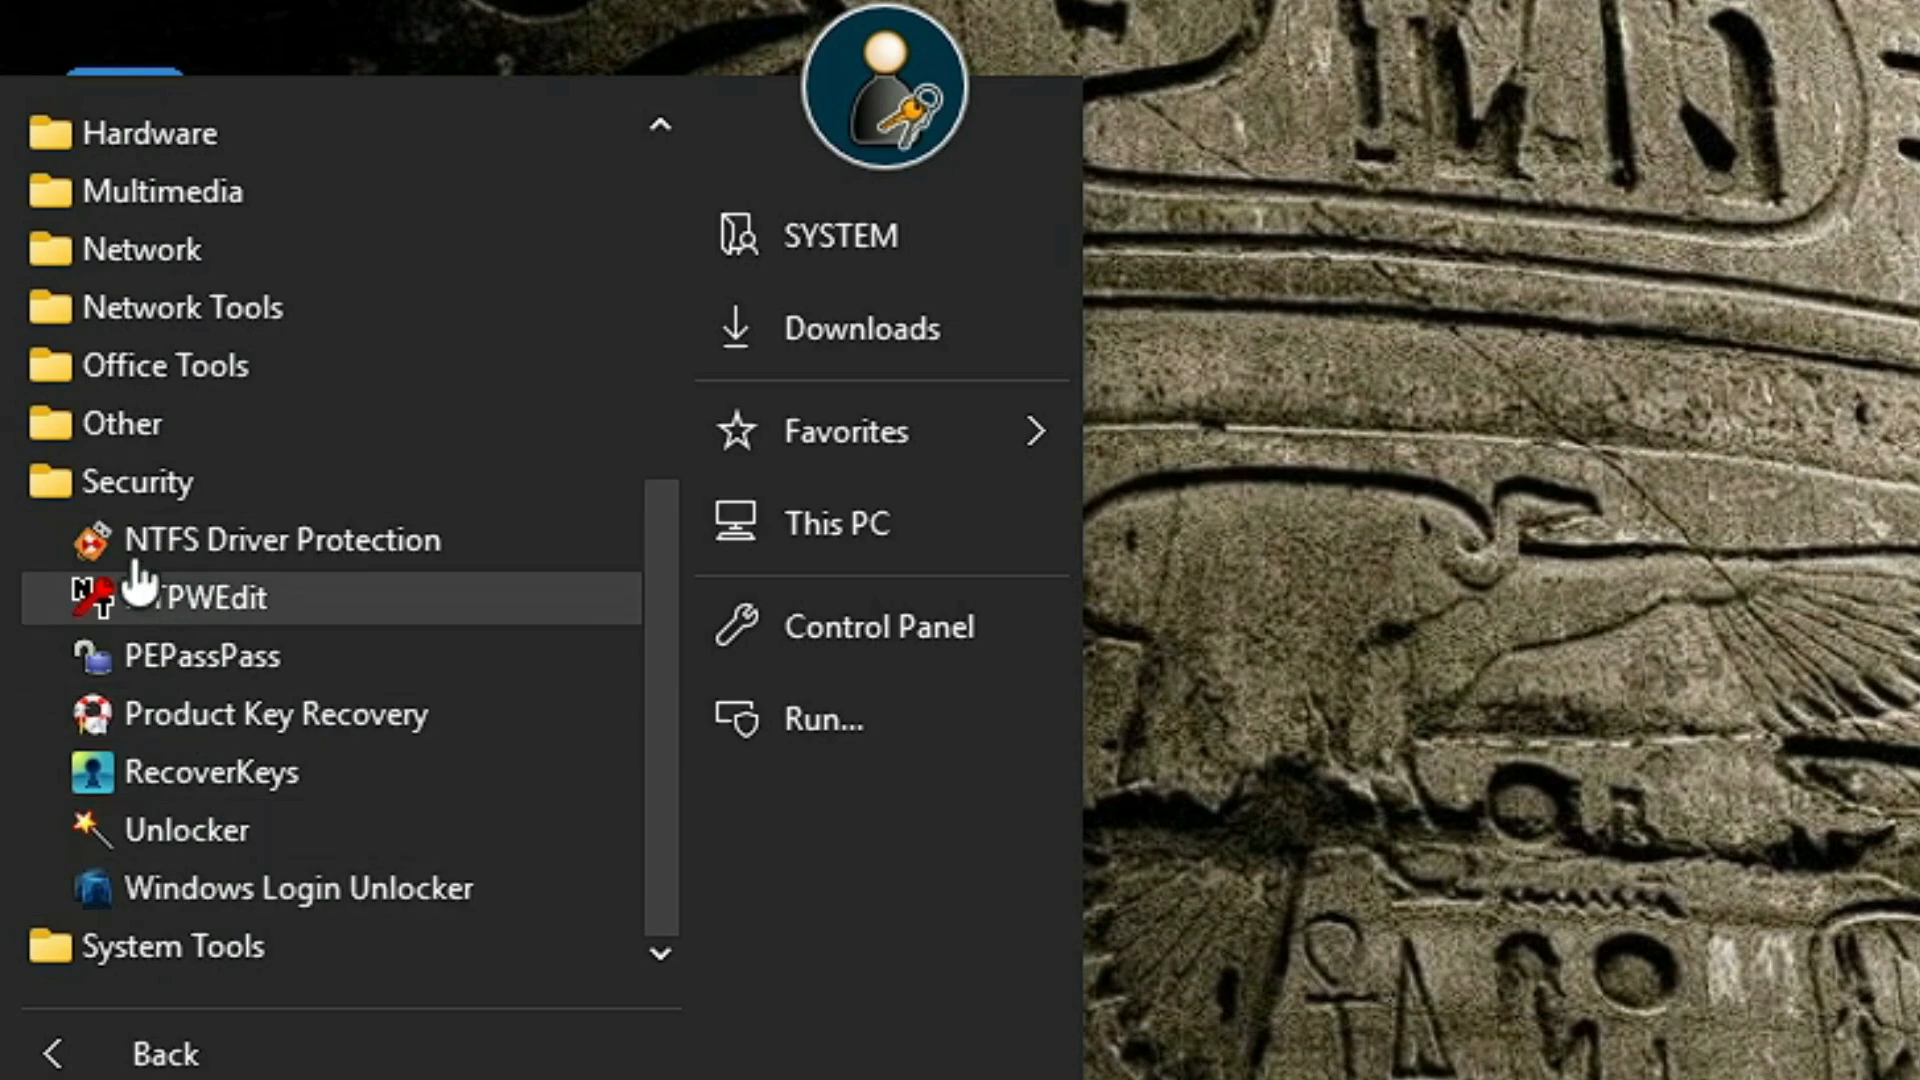 Hardware
Multimedia
Network
Network Tools
Office Tools
Other
Security
NTFS Driver Protection
PWEdit
PEPassPass
Product Key Recovery
RecoverKeys
Unlocker
Windows Login Unlocker
System Tools
Back
SYSTEM
Downloads
Favorites
This PC
Control Panel
Run...